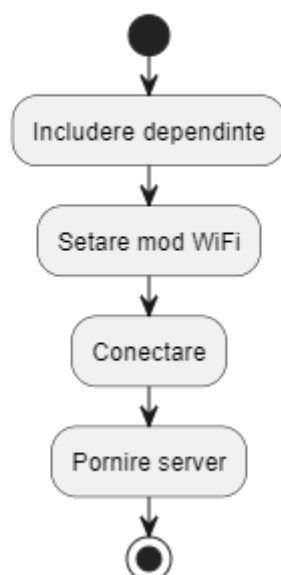 Includere dependinte
Setare mod WiFi
Conectare
Pornire server